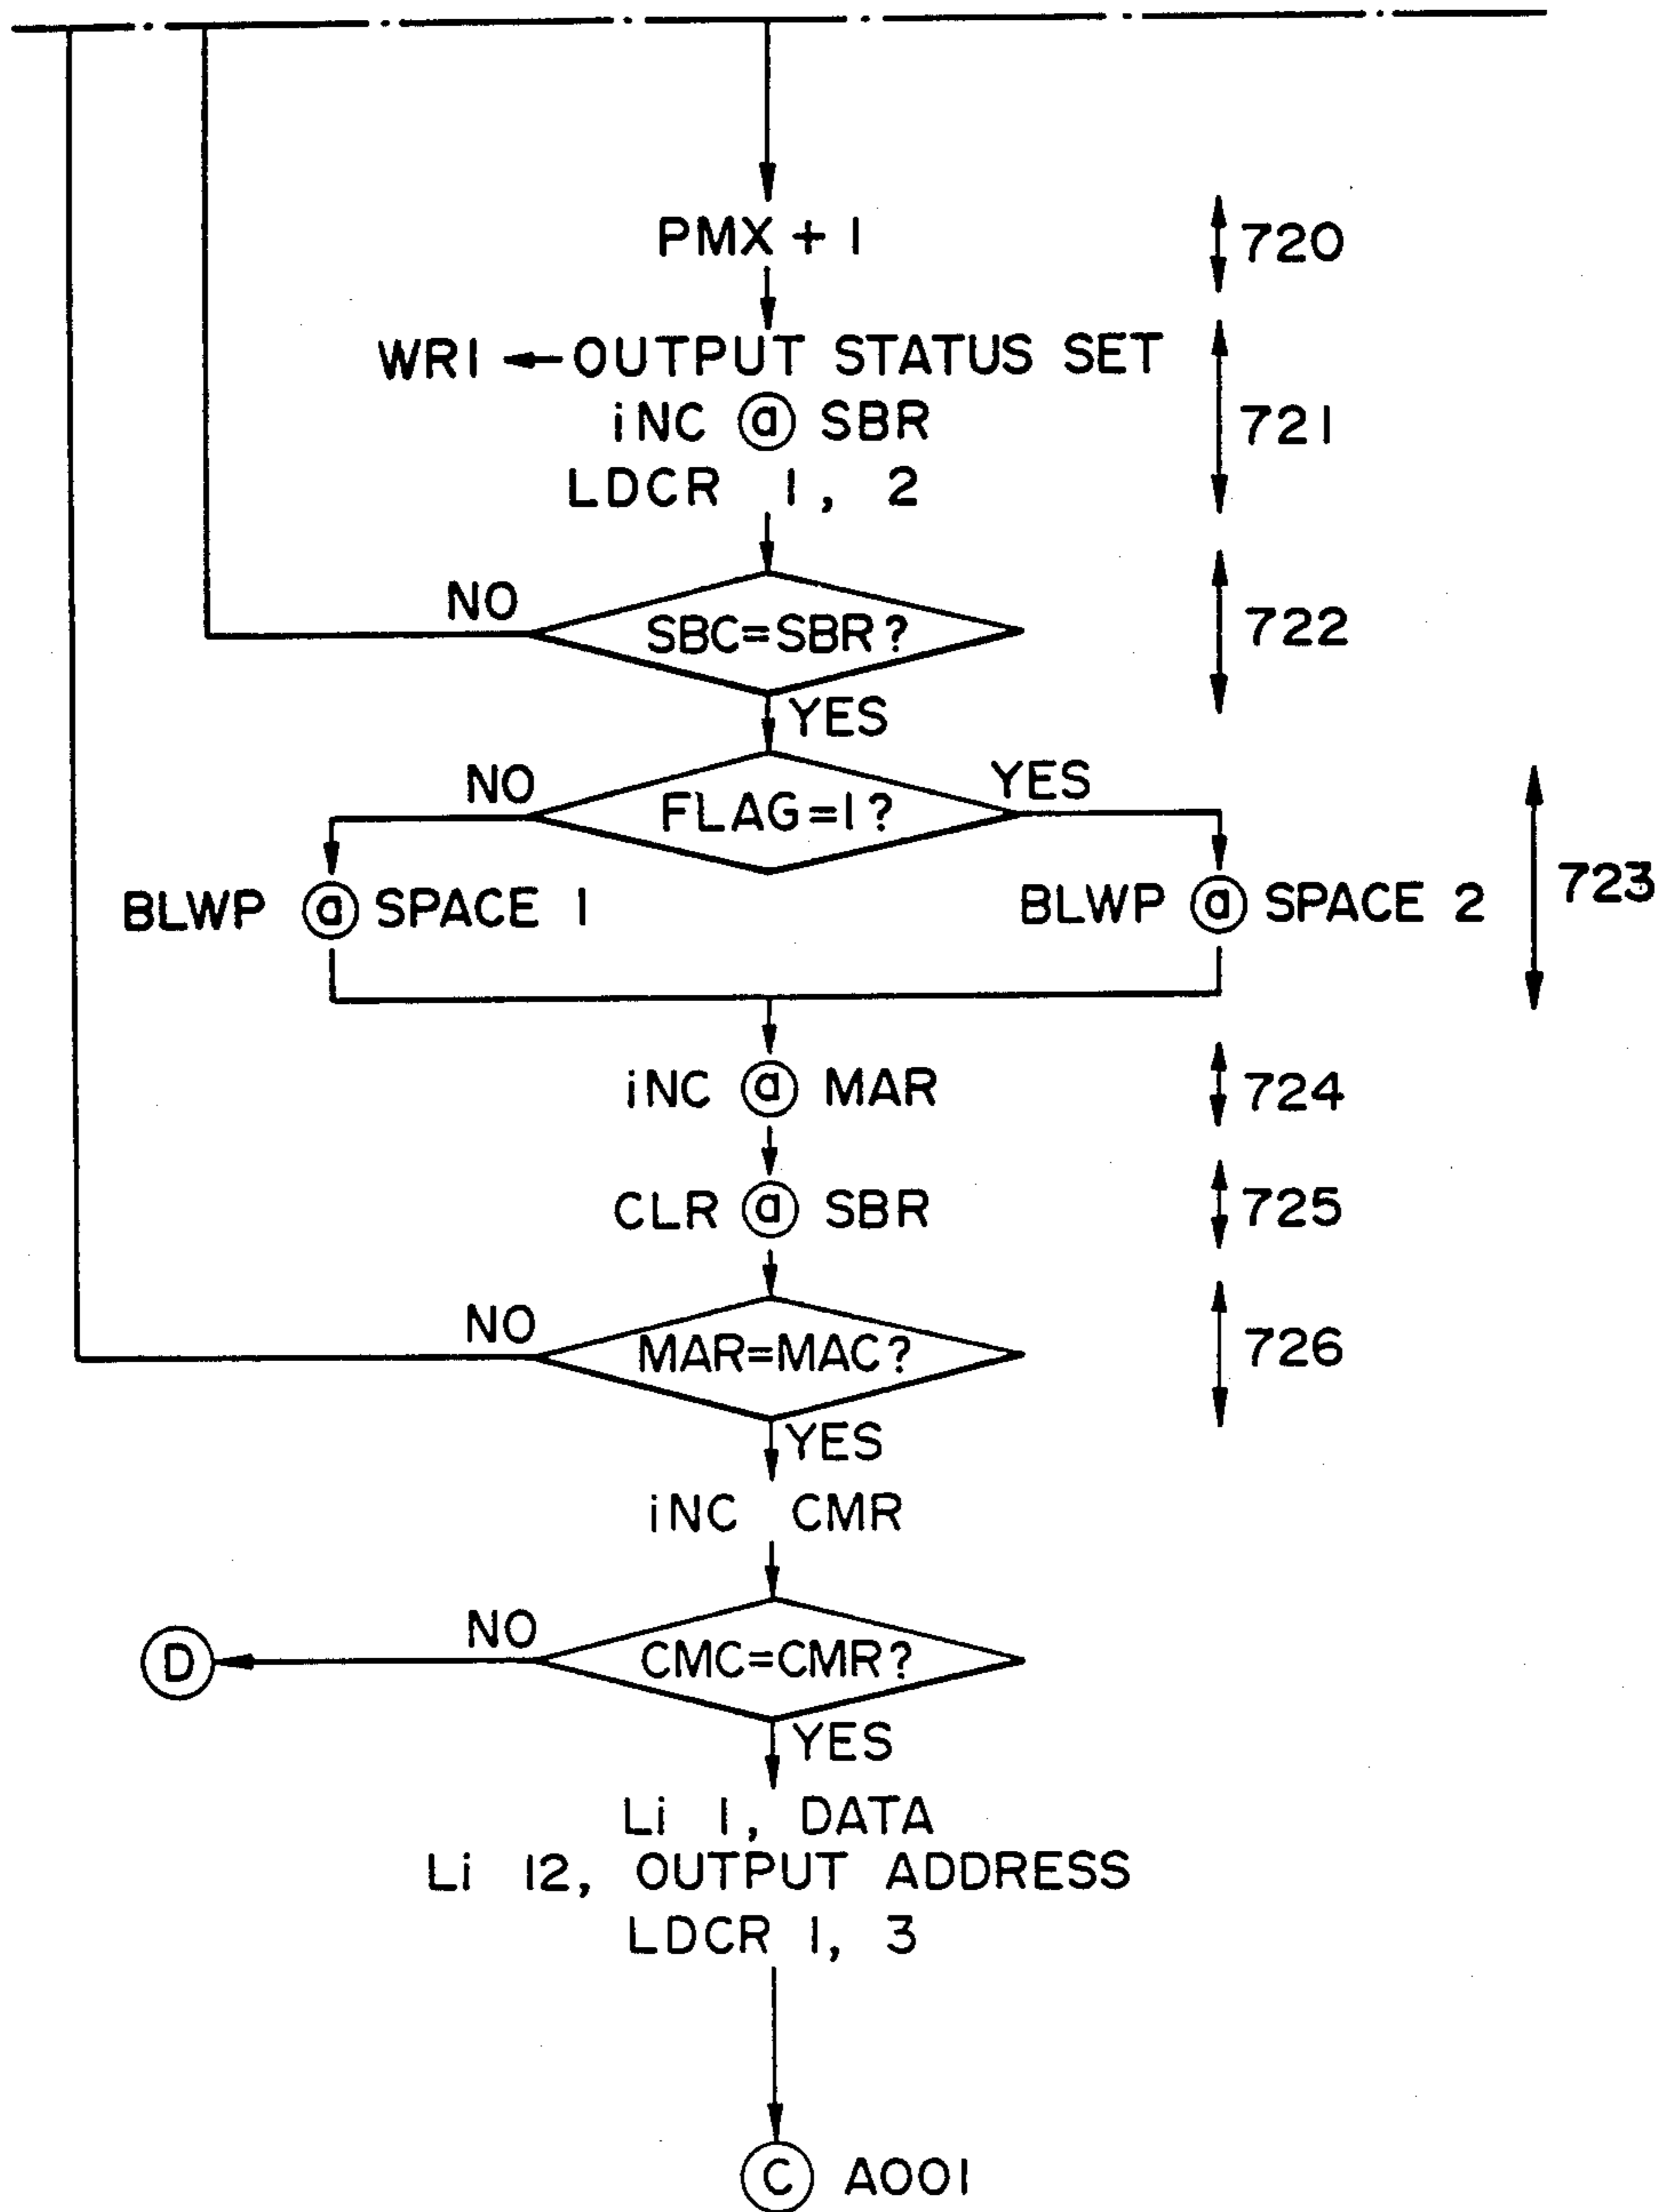 PMX + 1
720
WR1 ← OUTPUT STATUS SET
iNC @ SBR
721
LDCR 1, 2
NO
SBC=SBR?
722
YES
NO
YES
FLAG=1?
723
BLWP @ SPACE 1
BLWP @ SPACE 2
iNC @ MAR
724
CLR @ SBR
725
NO
MAR=MAC?
726
YES
iNC CMR
NO
D
CMC=CMR?
YES
Li 1, DATA
Li 12, OUTPUT ADDRESS
LDCR 1, 3
C A001